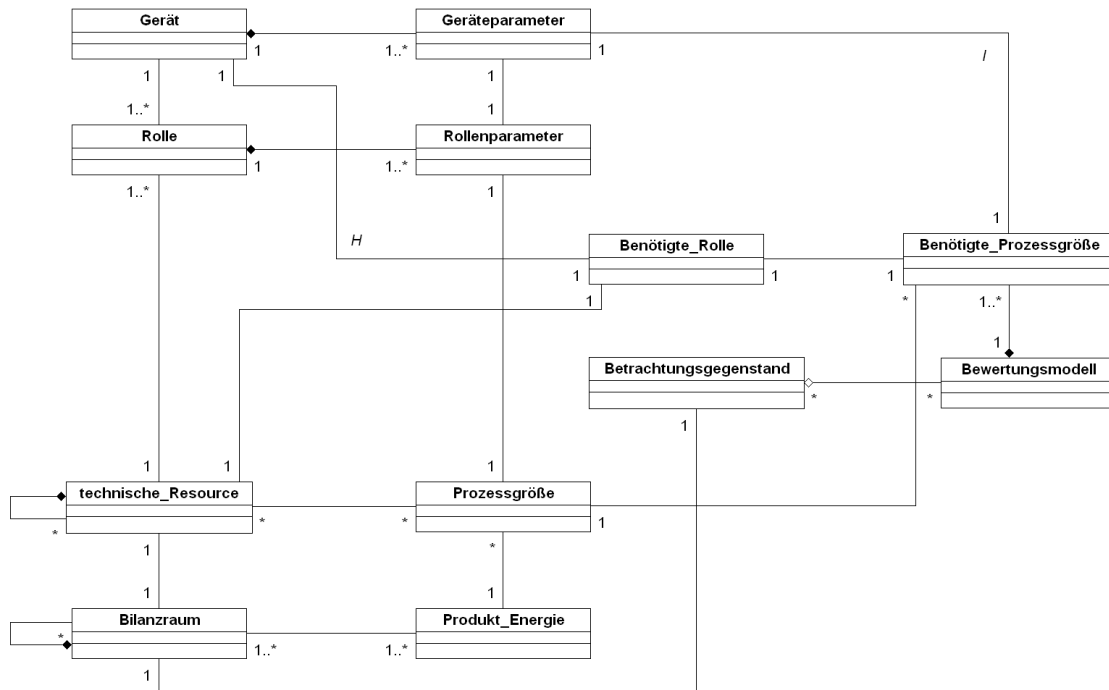 Gerät
Geräteparameter
1
1..*
1
1
1
1
I
1..*
1
Rolle
Rollenparameter
1
1..*
1..*
1
1
H
Benötigte_Rolle
Benötigte_Prozessgröße
1
1
1
1
*
1..*
1
Betrachtungsgegenstand
Bewertungsmodell
*
*
1
1
1
1
technische_Resource
Prozessgröße
*
*
*
1
1
*
1
1
Bilanzraum
Produkt_Energie
*
1..*
1..*
1